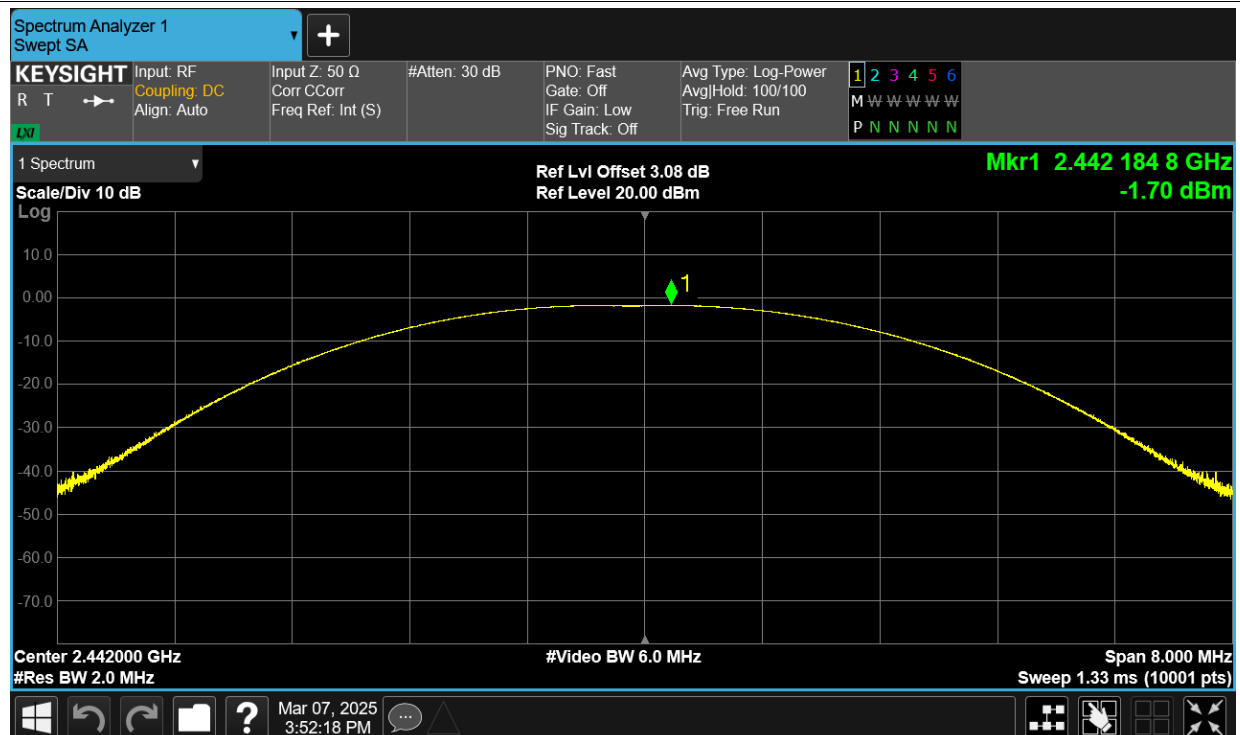 Spectrum Analyzer 1
Swept SA
KEYSIGHT
R T
LXI
Input: RF
Coupling: DC
Align: Auto
Input Z: 50 Ω
Corr CCorr
Freq Ref: Int (S)
#Atten: 30 dB
PNO: Fast
Gate: Off
IF Gain: Low
Sig Track: Off
Avg Type: Log-Power
Avg|Hold: 100/100
Trig: Free Run
1 2 3 4 5 6
M W W W W W
P N N N N N
1 Spectrum
Scale/Div 10 dB
Log
Ref Lvl Offset 3.08 dB
Ref Level 20.00 dBm
Mkr1 2.442 184 8 GHz
-1.70 dBm
10.0
0.00
-10.0
-20.0
-30.0
-40.0
-50.0
-60.0
-70.0
1
Center 2.442000 GHz
#Res BW 2.0 MHz
#Video BW 6.0 MHz
Span 8.000 MHz
Sweep 1.33 ms (10001 pts)
?
Mar 07, 2025
3:52:18 PM